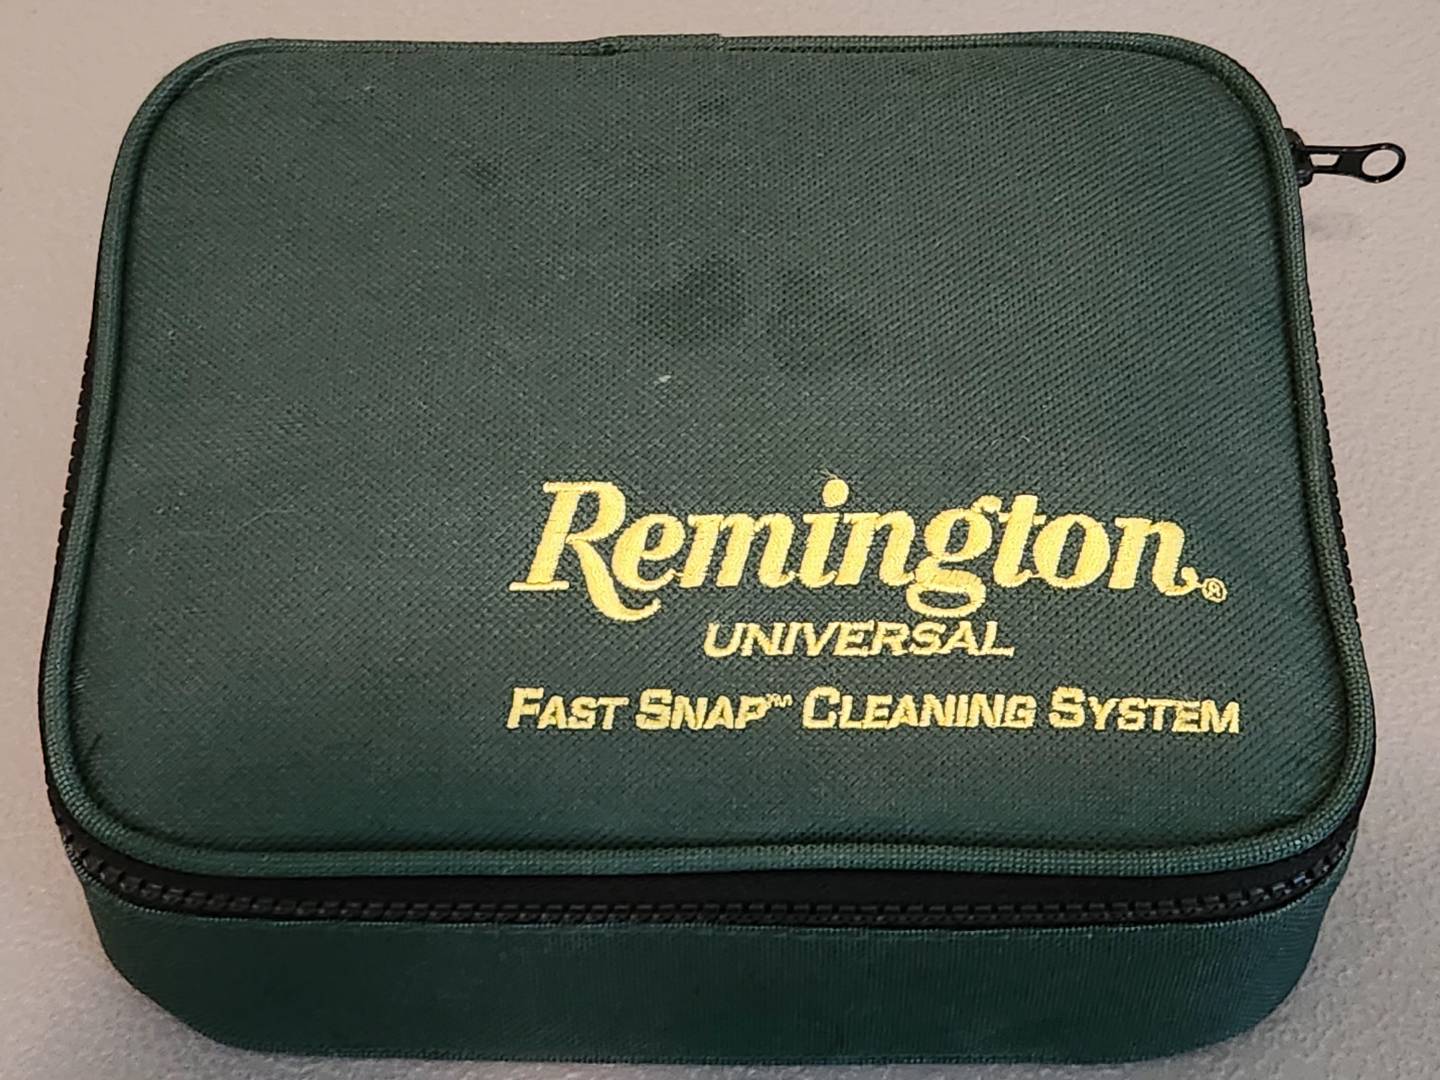 Remington®
UNIVERSAL
FAST SNAP™ CLEANING SYSTEM